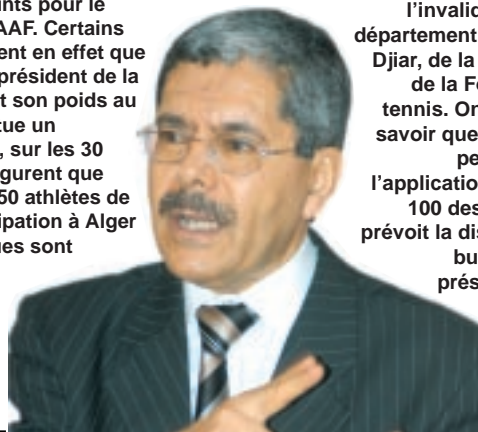 ints pour le
AAF. Certains
ent en effet que
président de la
t son poids au
tue un
, sur les 30
gurent que
50 athlètes de
ipation à Alger
ues sont
l'invalid
département
Djiar, de la
de la Fé
tennis. On
savoir que
pe
l'applicatio
100 des
prévoit la dis
bu
prés